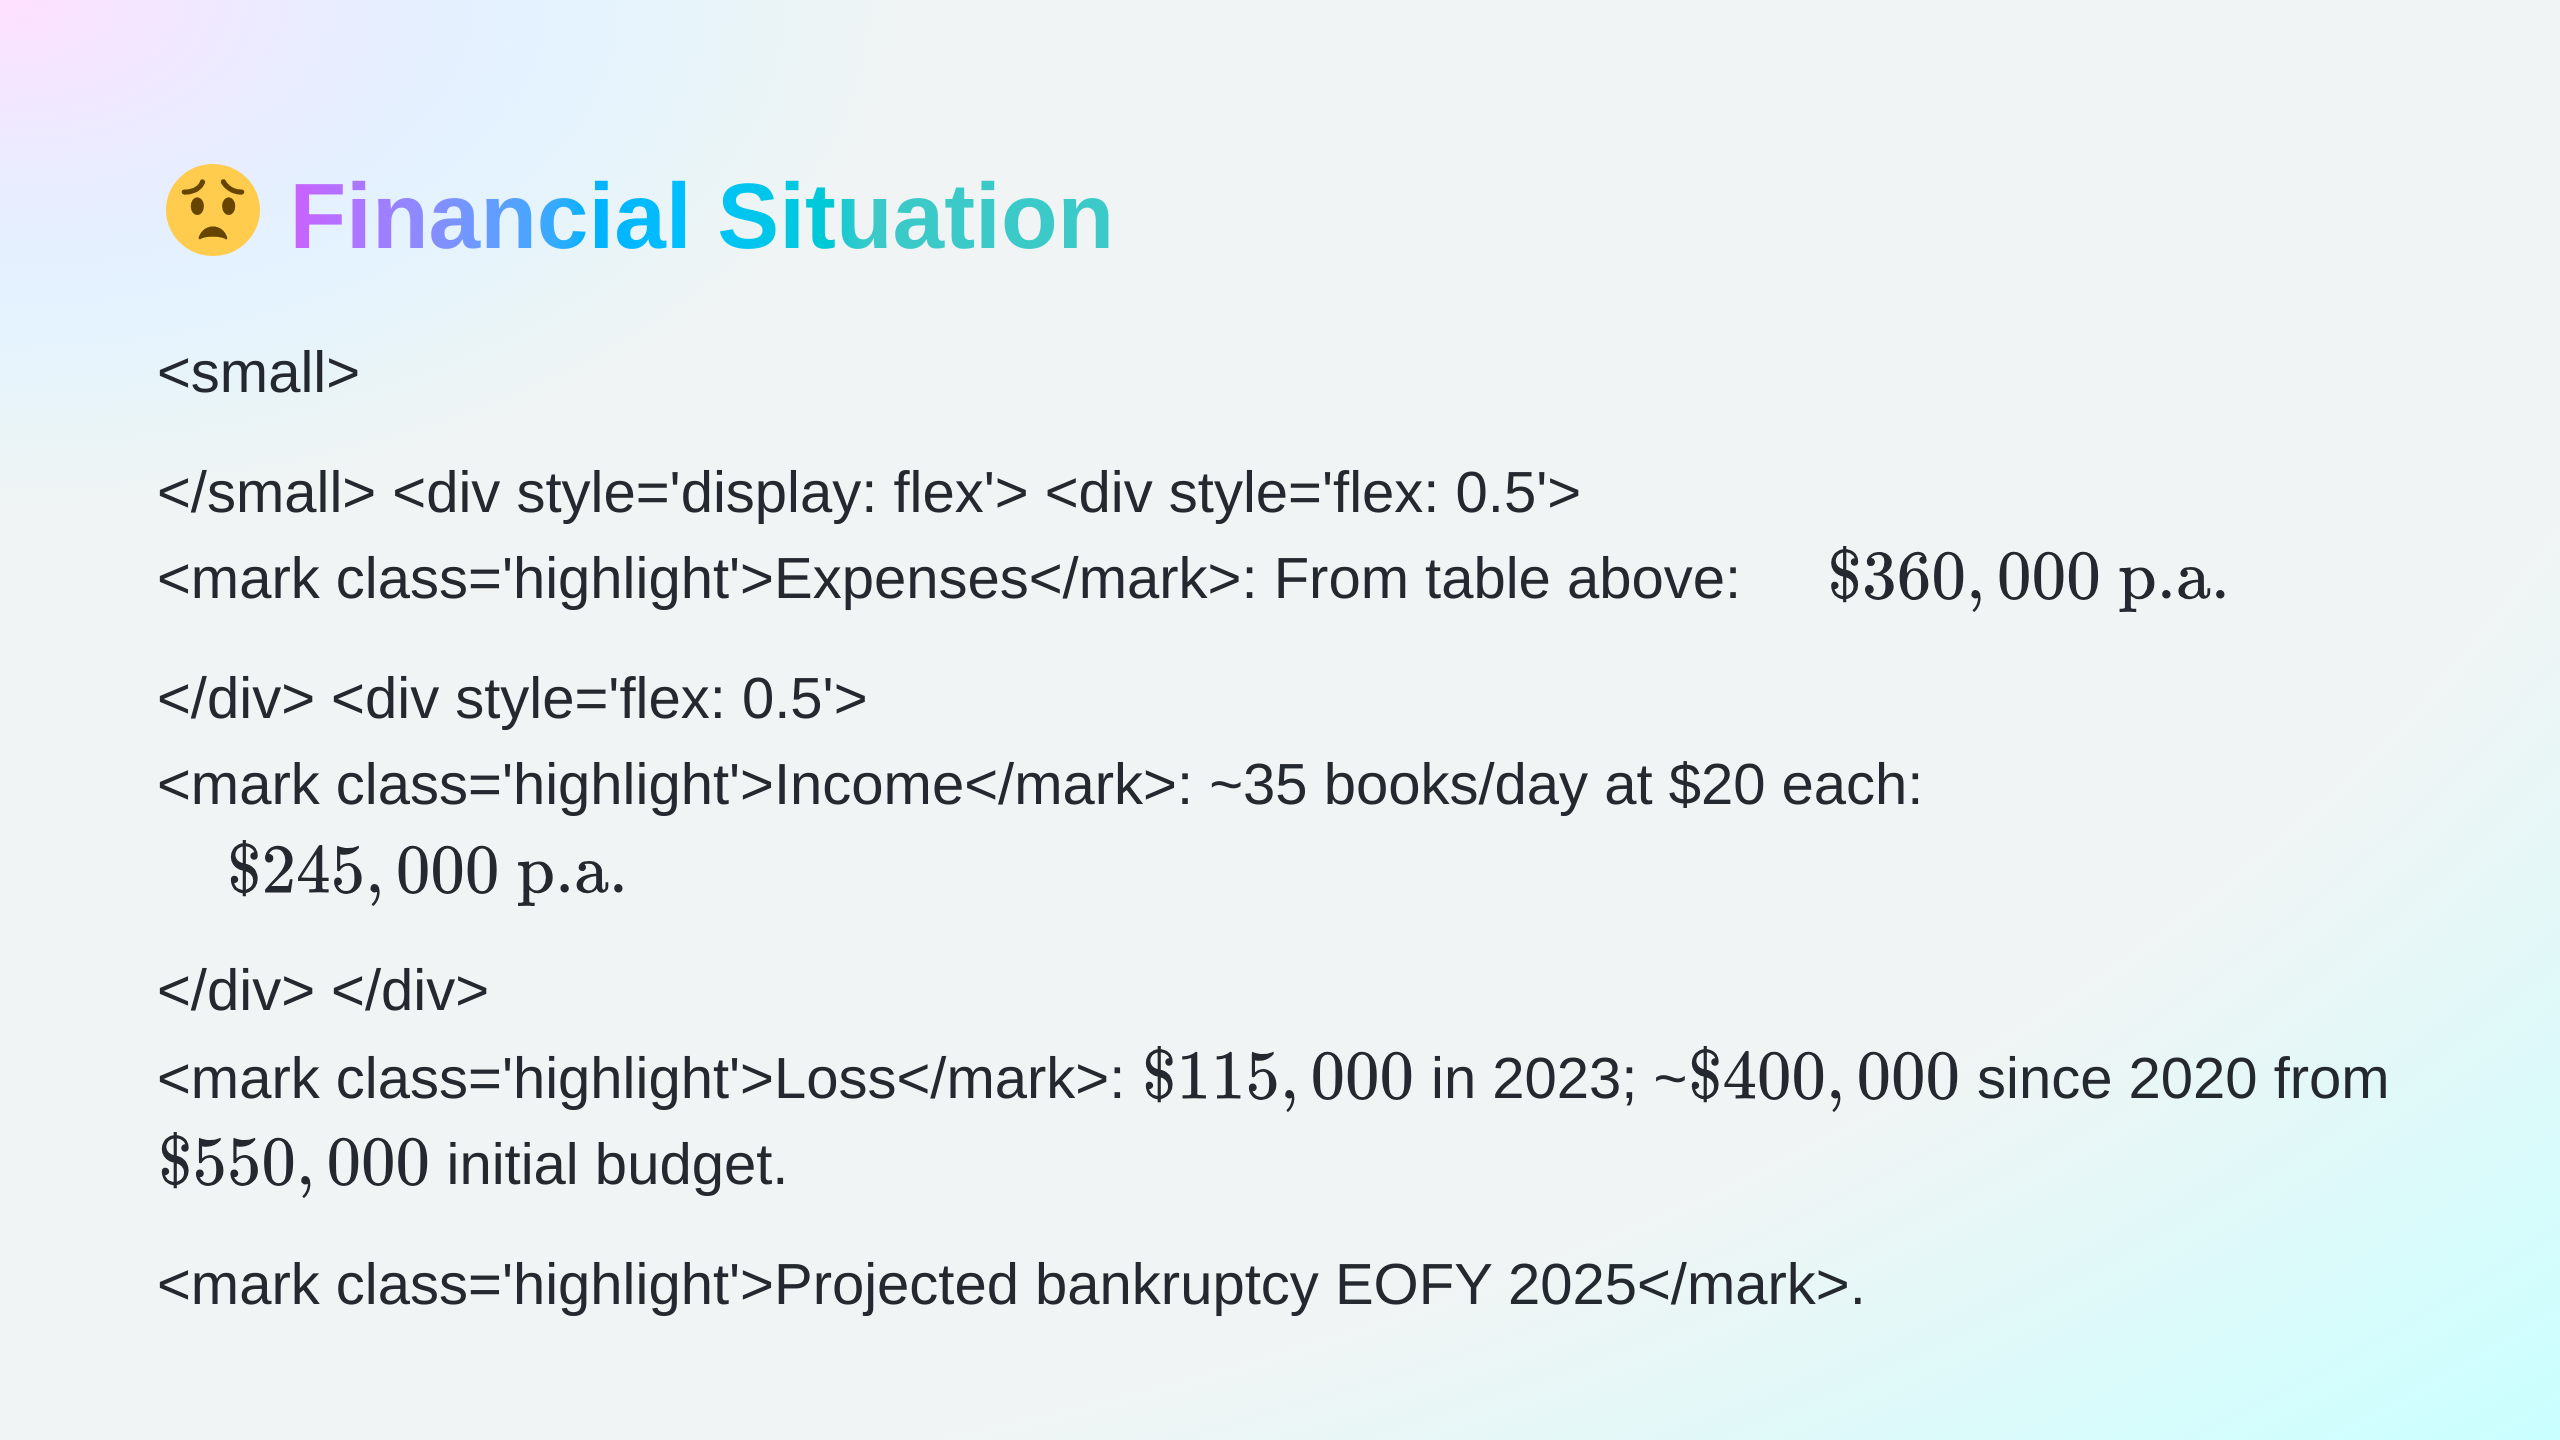 😟 Financial Situation
<small>
</small> <div style='display: flex'> <div style='flex: 0.5'>
<mark class='highlight'>Expenses</mark>: From table above: $360,000 p.a.
</div> <div style='flex: 0.5'>
<mark class='highlight'>Income</mark>: ~35 books/day at $20 each:
$245,000 p.a.
</div> </div>
<mark class='highlight'>Loss</mark>: $115,000 in 2023; ~$400,000 since 2020 from
$550,000 initial budget.
<mark class='highlight'>Projected bankruptcy EOFY 2025</mark>.